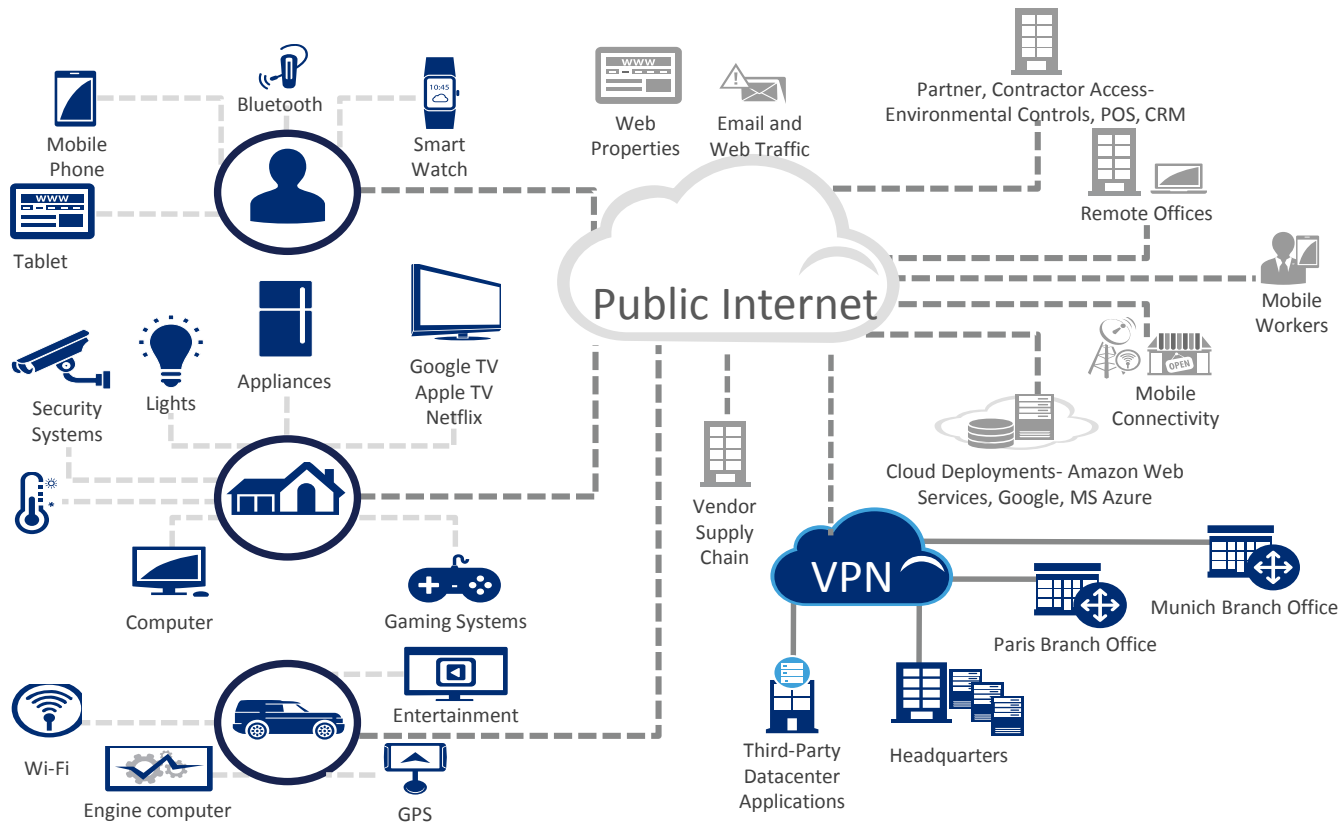 Mobile
Phone
Bluetooth
10:45
Smart
Watch
WWW
Tablet
WWW
Web
Properties
Email and
Web Traffic
Partner, Contractor Access-
Environmental Controls, POS, CRM
Remote Offices
Mobile
Workers
Public Internet
OPEN
Mobile
Connectivity
Security
Systems
Lights
Appliances
Google TV
Apple TV
Netflix
Computer
Gaming Systems
Vendor
Supply
Chain
Cloud Deployments- Amazon Web
Services, Google, MS Azure
VPN
Munich Branch Office
Paris Branch Office
Third-Party
Datacenter
Applications
Headquarters
Wi-Fi
Entertainment
Engine computer
GPS